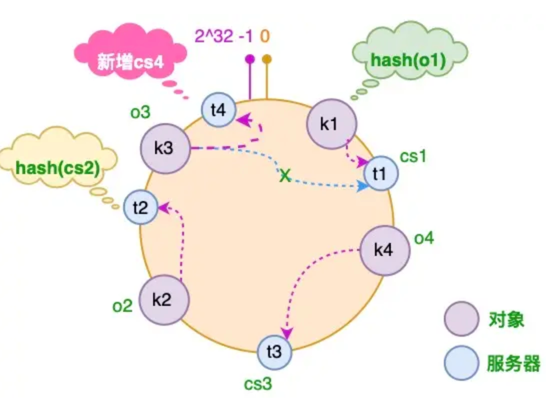 2^32 -1 0
新增cs4
hash(o1)
o3
t4
k1
k3
cs1
t1
hash(cs2)
t2
o4
k4
k2
o2
t3
cs3
x
对象
服务器